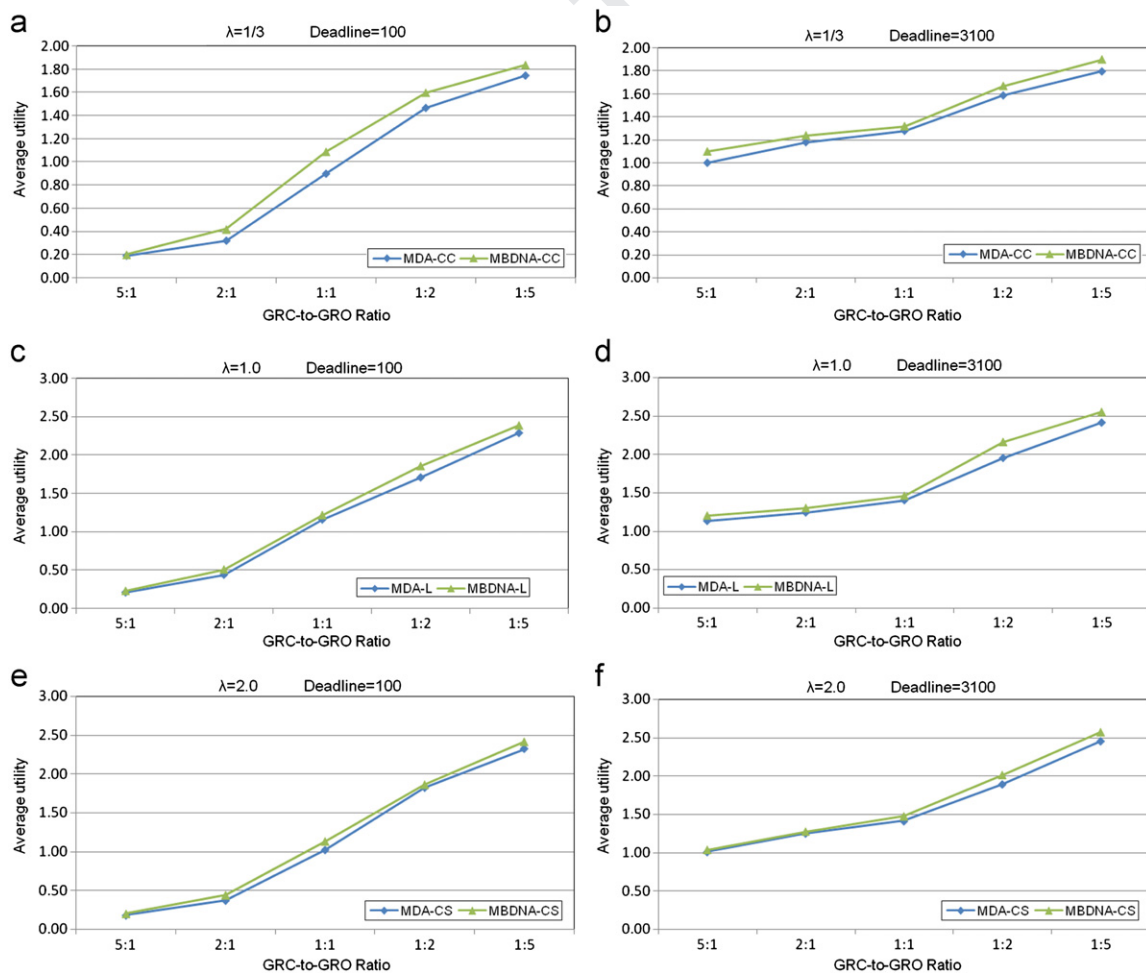 a
λ=1/3 Deadline=100
2.00
1.80
1.60
1.40
1.20
1.00
0.80
0.60
0.40
0.20
0.00
Average utility
MDA-CC MBDNA-CC
5:1 2:1 1:1 1:2 1:5
GRC-to-GRO Ratio
b
λ=1/3 Deadline=3100
2.00
1.80
1.60
1.40
1.20
1.00
0.80
0.60
0.40
0.20
0.00
Average utility
MDA-CC MBDNA-CC
5:1 2:1 1:1 1:2 1:5
GRC-to-GRO Ratio
c
λ=1.0 Deadline=100
3.00
2.50
2.00
1.50
1.00
0.50
0.00
Average utility
MDA-L MBDNA-L
5:1 2:1 1:1 1:2 1:5
GRC-to-GRO Ratio
d
λ=1.0 Deadline=3100
3.00
2.50
2.00
1.50
1.00
0.50
0.00
Average utility
MDA-L MBDNA-L
5:1 2:1 1:1 1:2 1:5
GRC-to-GRO Ratio
e
λ=2.0 Deadline=100
3.00
2.50
2.00
1.50
1.00
0.50
0.00
Average utility
MDA-CS MBDNA-CS
5:1 2:1 1:1 1:2 1:5
GRC-to-GRO Ratio
f
λ=2.0 Deadline=3100
3.00
2.50
2.00
1.50
1.00
0.50
0.00
Average utility
MDA-CS MBDNA-CS
5:1 2:1 1:1 1:2 1:5
GRC-to-GRO Ratio